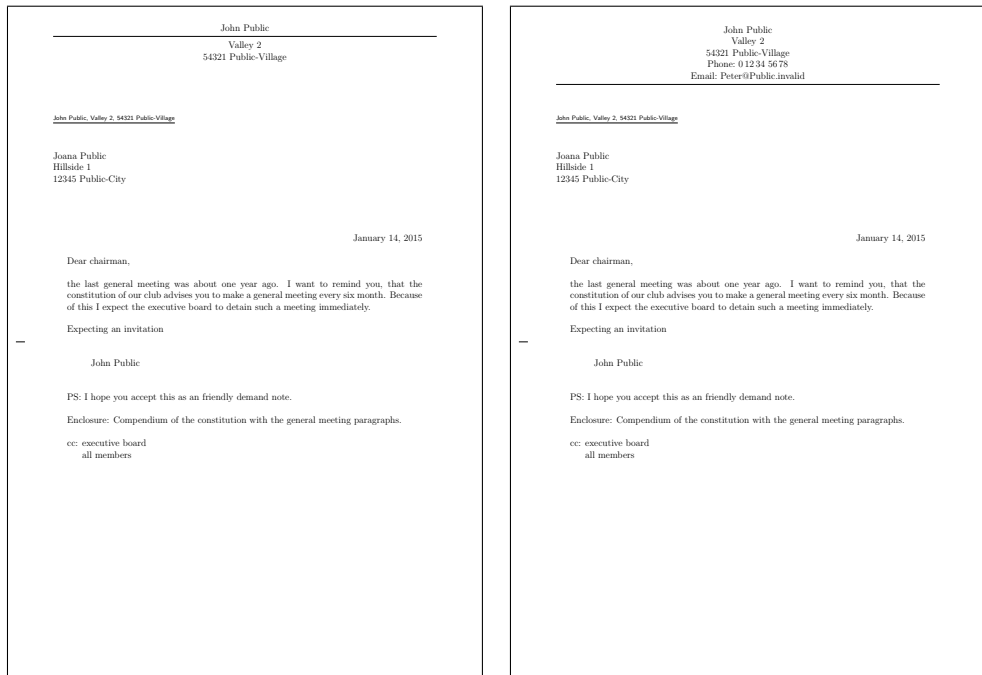 John Public
Valley 2
54321 Public-Village
John Public, Valley 2, 54321 Public-Village
Joana Public
Hillside 1
12345 Public-City
January 14, 2015
Dear chairman,
the last general meeting was about one year ago. I want to remind you, that the
constitution of our club advises you to make a general meeting every six month. Because
of this I expect the executive board to detain such a meeting immediately.
Expecting an invitation
John Public
PS: I hope you accept this as an friendly demand note.
Enclosure: Compendium of the constitution with the general meeting paragraphs.
cc: executive board
all members
John Public
Valley 2
54321 Public-Village
Phone: 0 12 34 56 78
Email: Peter@Public.invalid
John Public, Valley 2, 54321 Public-Village
Joana Public
Hillside 1
12345 Public-City
January 14, 2015
Dear chairman,
the last general meeting was about one year ago. I want to remind you, that the
constitution of our club advises you to make a general meeting every six month. Because
of this I expect the executive board to detain such a meeting immediately.
Expecting an invitation
John Public
PS: I hope you accept this as an friendly demand note.
Enclosure: Compendium of the constitution with the general meeting paragraphs.
cc: executive board
all members